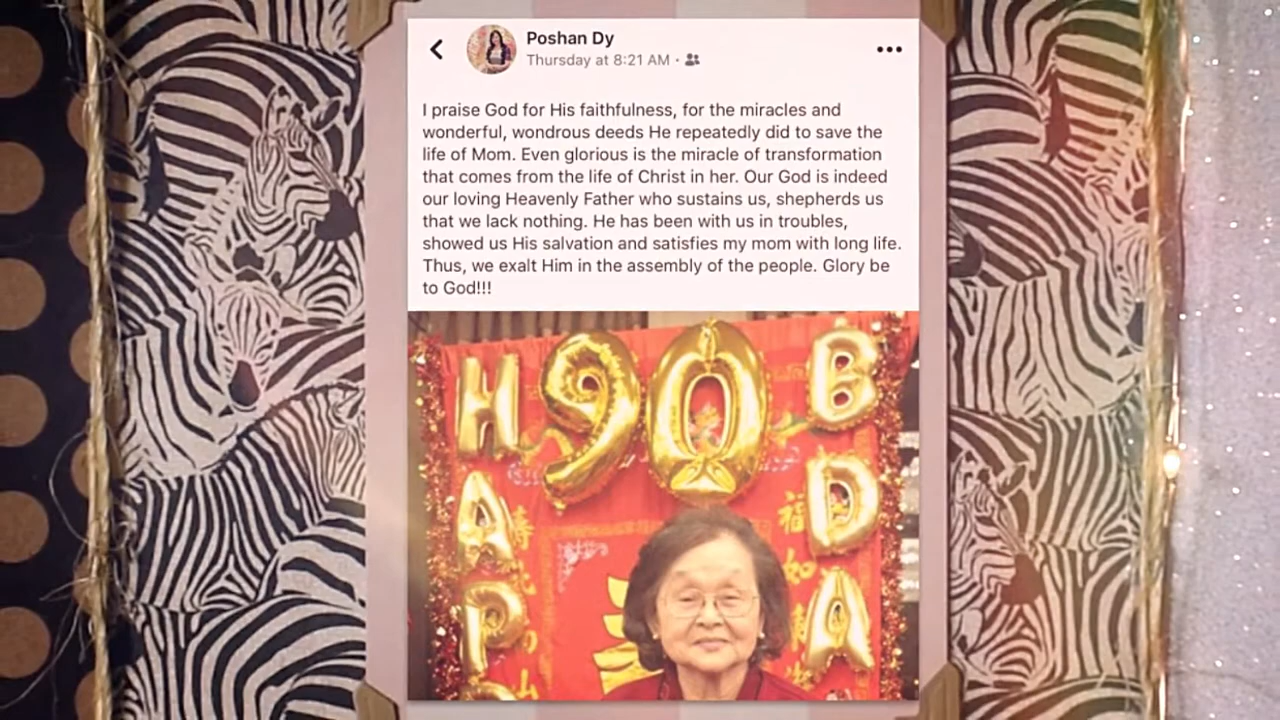 Poshan Dy
Thursday at 8:21 AM ·
I praise God for His faithfulness, for the miracles and
wonderful, wondrous deeds He repeatedly did to save the
life of Mom. Even glorious is the miracle of transformation
that comes from the life of Christ in her. Our God is indeed
our loving Heavenly Father who sustains us, shepherds us
that we lack nothing. He has been with us in troubles,
showed us His salvation and satisfies my mom with long life.
Thus, we exalt Him in the assembly of the people. Glory be
to God!!!
90
H
A
P
P
B
D
A
福
如